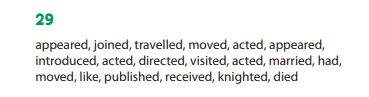 29
appeared, joined, travelled, moved, acted, appeared,
introduced, acted, directed, visited, acted, married, had,
moved, like, published, received, knighted, died